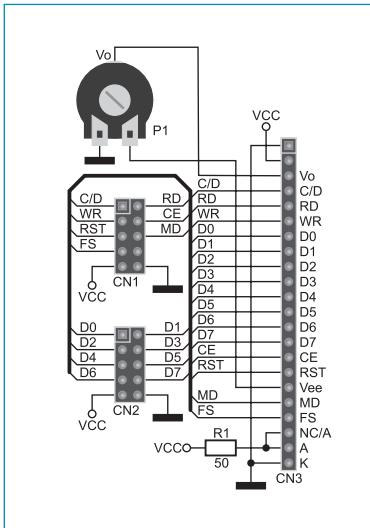 Vo
P1
VCC
Vo
C/D
RD
WR
D0
D1
D2
D3
D4
D5
D6
D7
CE
RST
Vee
MD
FS
NC/A
A
K
CN3
C/D
RD
WR
D0
D1
D2
D3
D4
D5
D6
D7
CE
RST
MD
FS
C/D RD
WR CE
RST MD
FS
CN1
VCC
D0 D1
D2 D3
D4 D5
D6 D7
CN2
VCC
VCC R1
50